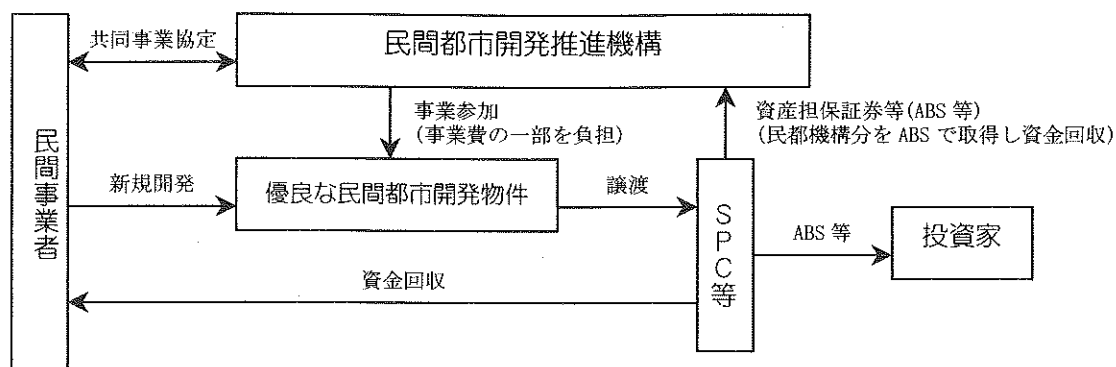 共同事業協定
民間都市開発推進機構
民間事業者
事業参加
(事業費の一部を負担)
資産担保証券等(ABS 等)
(民都機構分を ABS で取得し資金回収)
新規開発
優良な民間都市開発物件
譲渡
SPC等
ABS 等
投資家
資金回収